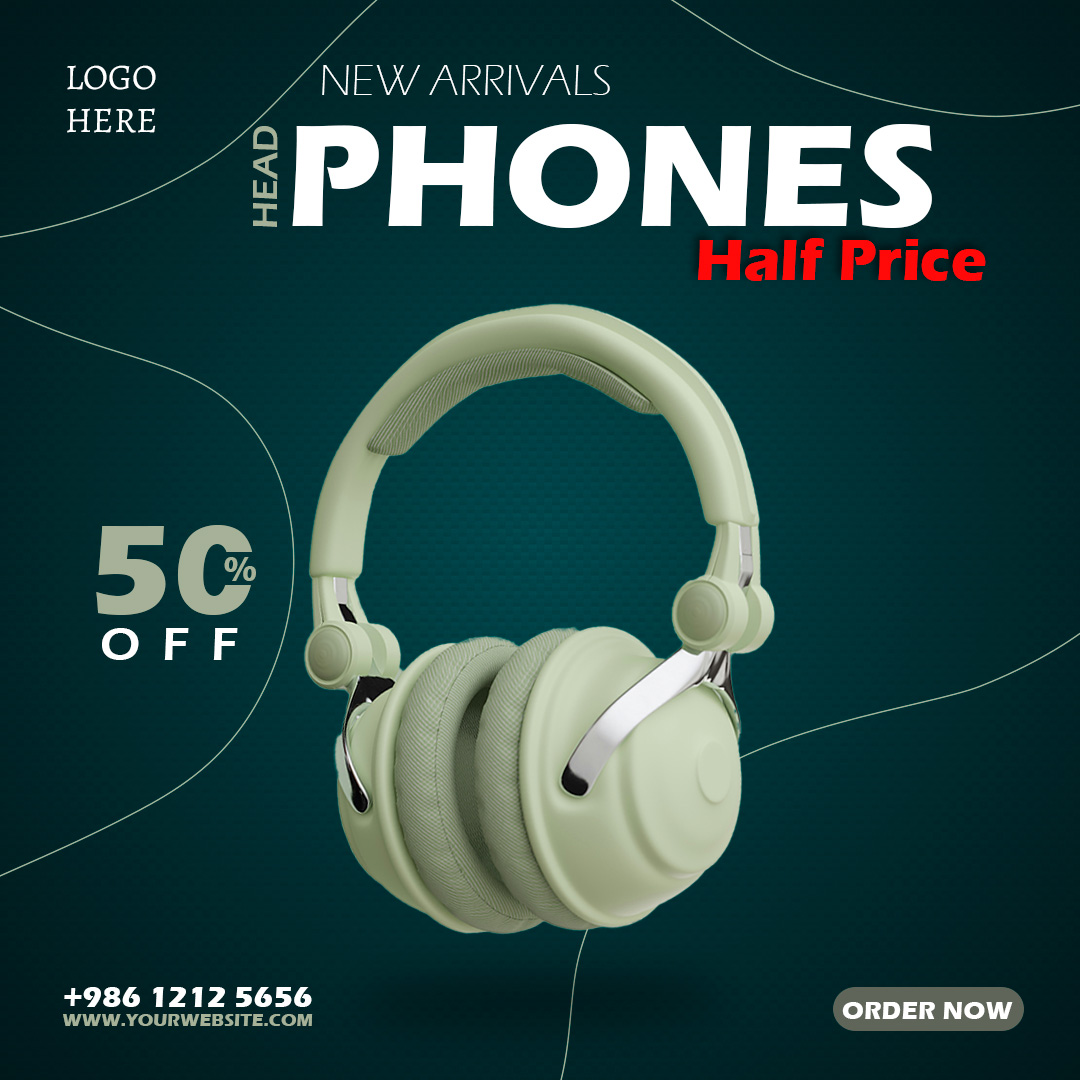 LOGO
HERE
NEW ARRIVALS
HEAD
PHONES
Half Price
50%
OFF
+986 1212 5656
WWW.YOURWEBSITE.COM
ORDER NOW